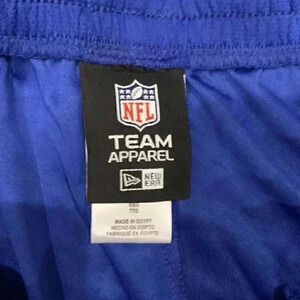 NFL
TEAM
APPAREL
NEW
ERA
MADE IN EGYPT
HECHO EN EGIPTO
FABRIQUÉ EN ÉGYPTE